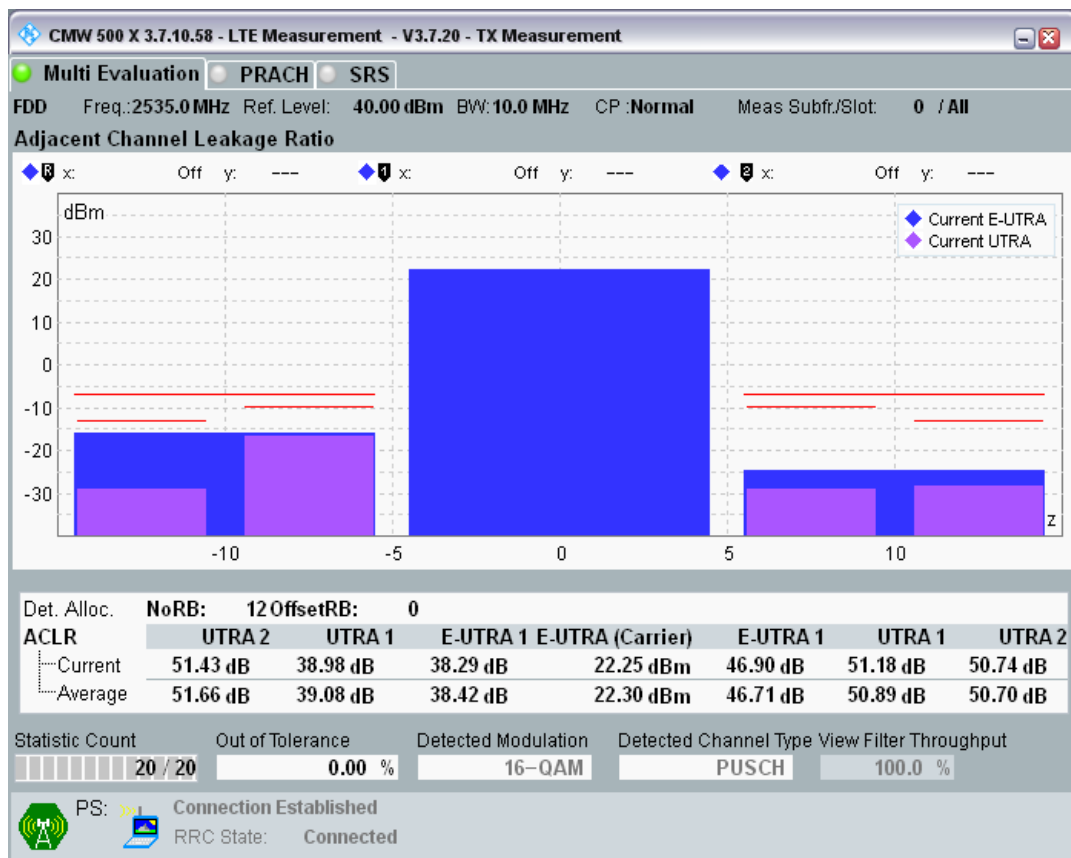 CMW 500 X 3.7.10.58 - LTE Measurement - V3.7.20 - TX Measurement
Multi Evaluation PRACH SRS
FDD Freq.:2535.0 MHz Ref. Level: 40.00 dBm BW:10.0 MHz CP :Normal Meas Subfr./Slot: 0 / All
Adjacent Channel Leakage Ratio
R x: Off y: --- 1 x: Off y: --- 2 x: Off y: ---
dBm
Current E-UTRA
Current UTRA
30
20
10
0
-10
-20
-30
z
-10 -5 0 5 10
Det. Alloc. NoRB: 12 OffsetRB: 0
ACLR UTRA 2 UTRA 1 E-UTRA 1 E-UTRA (Carrier) E-UTRA 1 UTRA 1 UTRA 2
Current 51.43 dB 38.98 dB 38.29 dB 22.25 dBm 46.90 dB 51.18 dB 50.74 dB
Average 51.66 dB 39.08 dB 38.42 dB 22.30 dBm 46.71 dB 50.89 dB 50.70 dB
Statistic Count Out of Tolerance Detected Modulation Detected Channel Type View Filter Throughput
20 / 20 0.00 % 16-QAM PUSCH 100.0 %
PS: Connection Established
RRC State: Connected